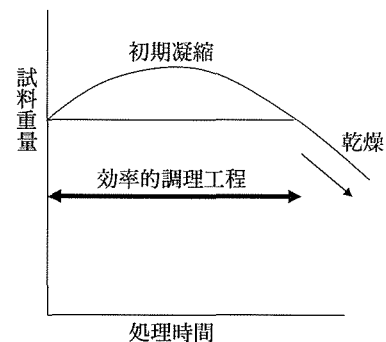 初期凝縮
試料重量
乾燥
効率的調理工程
処理時間